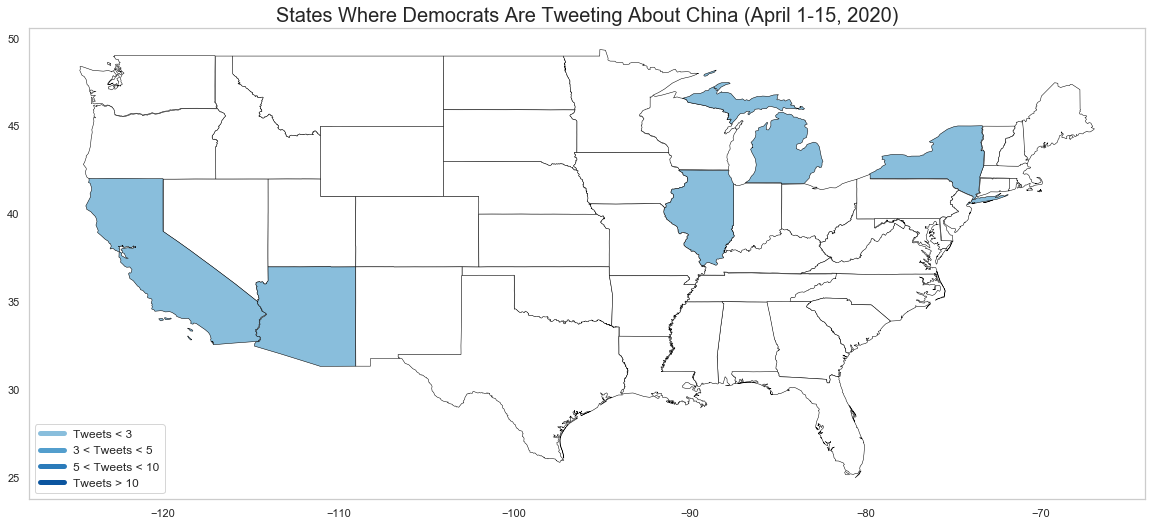 States Where Democrats Are Tweeting About China (April 1-15, 2020)
50
45
40
35
30
25
Tweets < 3
3 < Tweets < 5
5 < Tweets < 10
Tweets > 10
−120 −110 −100 −90 −80 −70